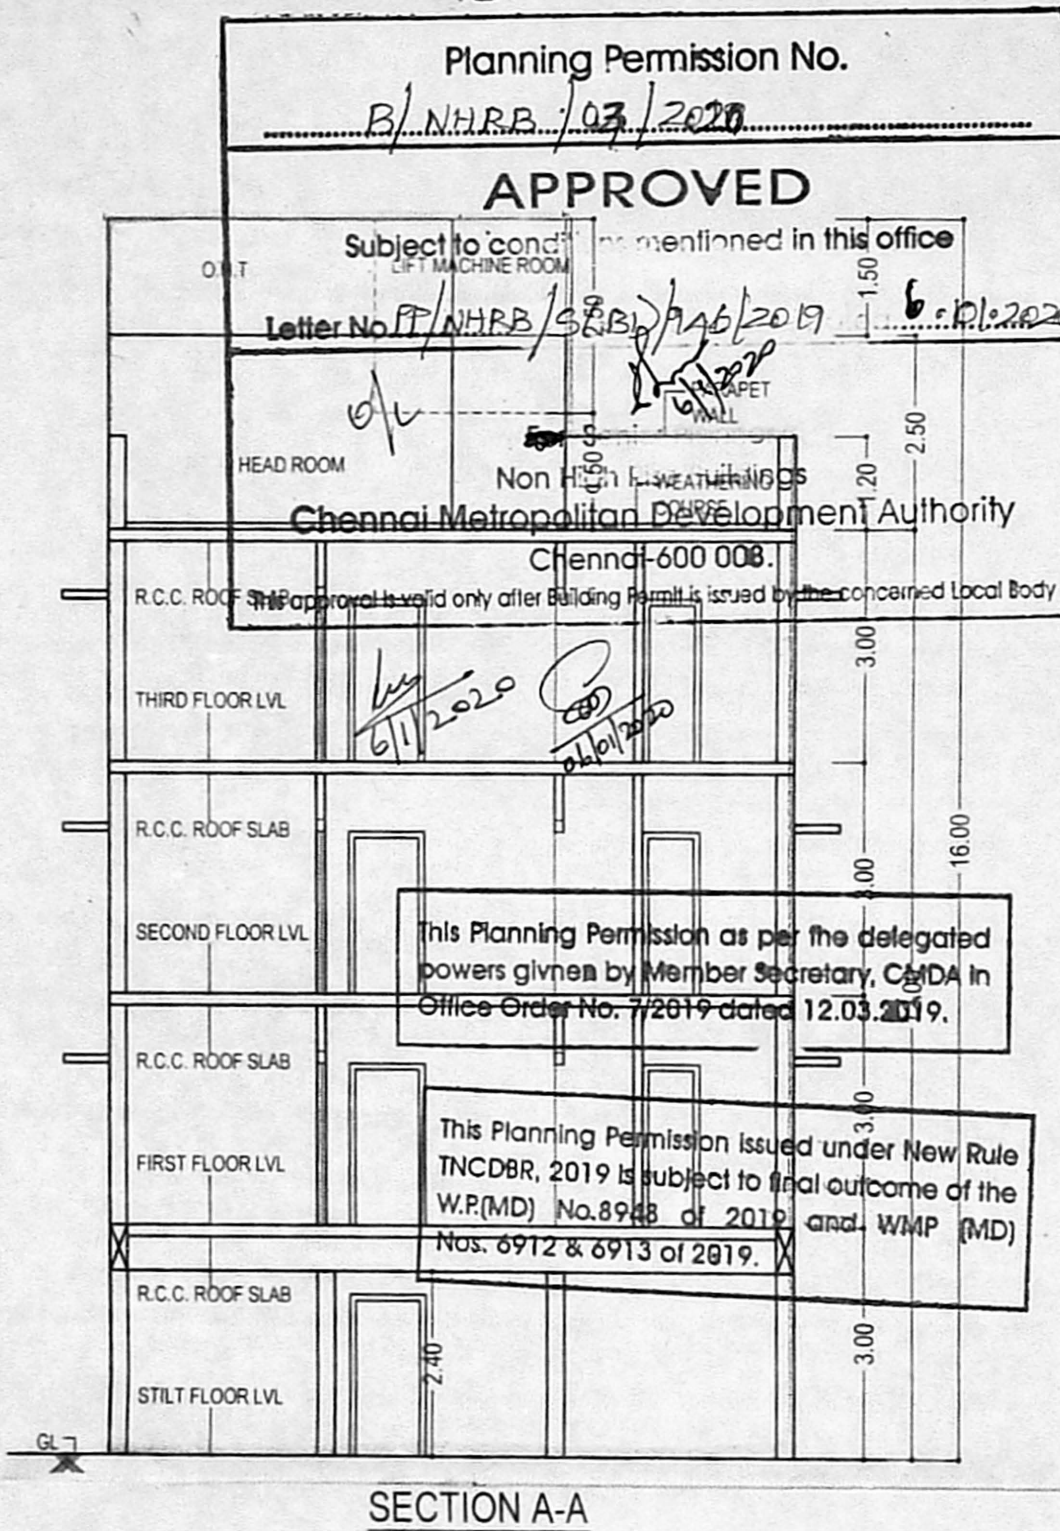 Planning Permission No.
B/ NHRB / 03 / 2020
APPROVED
Subject to conditions mentioned in this office
O.H.T
LIFT MACHINE ROOM
1.50
Letter No. PP/NHRB/ /2019 6.01.202
6/1/2020
PARAPET
WALL
2.50
HEAD ROOM
Non High Rise Buildings
WEATHERING
COURSE
1.20
Chennai Metropolitan Development Authority
Chennai-600 008.
R.C.C. ROOF SLAB
This approval is valid only after Building Permit is issued by the concerned Local Body
3.00
THIRD FLOOR LVL
6/1/2020
06/01/2020
R.C.C. ROOF SLAB
16.00
3.00
SECOND FLOOR LVL
This Planning Permission as per the delegated
powers givnen by Member Secretary, CMDA in
Office Order No. 7/2019 dated 12.03.2019.
R.C.C. ROOF SLAB
3.00
FIRST FLOOR LVL
This Planning Permission issued under New Rule
TNCDBR, 2019 is subject to final outcome of the
W.P.(MD) No.8948 of 2019 and WMP (MD)
Nos. 6912 & 6913 of 2019.
R.C.C. ROOF SLAB
3.00
2.40
STILT FLOOR LVL
GL
SECTION A-A